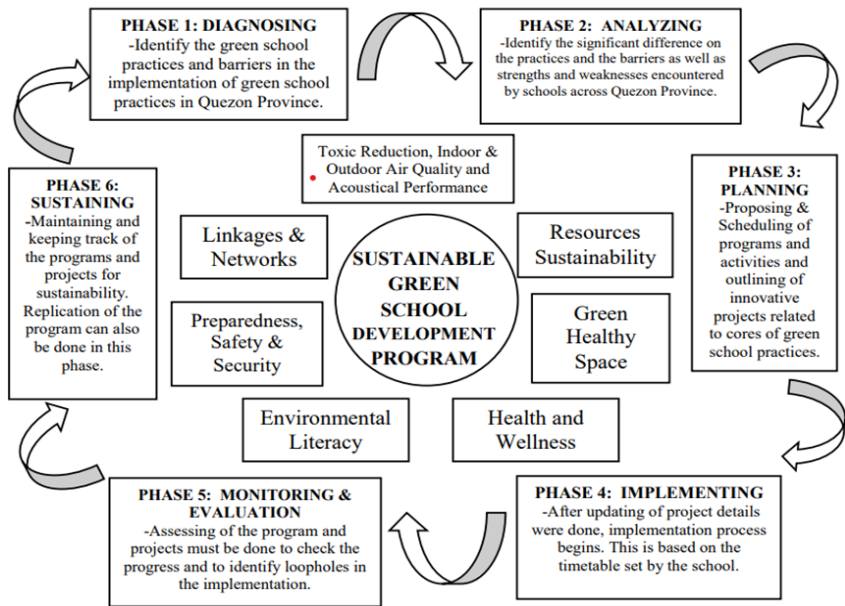 PHASE 1: DIAGNOSING
-Identify the green school
practices and barriers in the
implementation of green school
practices in Quezon Province.
PHASE 2: ANALYZING
-Identify the significant difference on
the practices and the barriers as well as
strengths and weaknesses encountered
by schools across Quezon Province.
Toxic Reduction, Indoor &
Outdoor Air Quality and
Acoustical Performance
PHASE 3:
PLANNING
-Proposing &
Scheduling of
programs and
activities and
outlining of
innovative
projects related
to cores of green
school practices.
PHASE 6:
SUSTAINING
-Maintaining and
keeping track of
the programs and
projects for
sustainability.
Replication of the
program can also
be done in this
phase.
Linkages &
Networks
SUSTAINABLE
GREEN
SCHOOL
DEVELOPMENT
PROGRAM
Resources
Sustainability
Preparedness,
Safety &
Security
Green
Healthy
Space
Environmental
Literacy
Health and
Wellness
PHASE 5: MONITORING &
EVALUATION
-Assessing of the program and
projects must be done to check the
progress and to identify loopholes in
the implementation.
PHASE 4: IMPLEMENTING
-After updating of project details
were done, implementation process
begins. This is based on the
timetable set by the school.